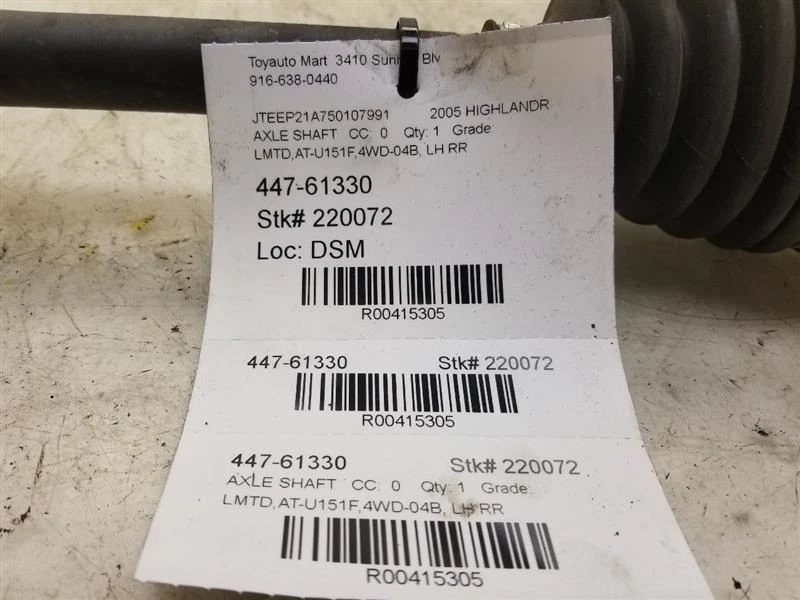 Toyauto Mart 3410 Blv
916-638-0440
JTEEP21A750107991 2005 HIGHLANDR
AXLE SHAFT CC: 0 Qty: 1 Grade:
LMTD,AT-U151F,4WD-04B, LH RR
447-61330
Stk# 220072
Loc: DSM
R00415305
447-61330 Stk# 220072
R00415305
447-61330 Stk# 220072
AXLE SHAFT CC: 0 Qty: 1 Grade:
LMTD,AT-U151F,4WD-04B, LH RR
R00415305